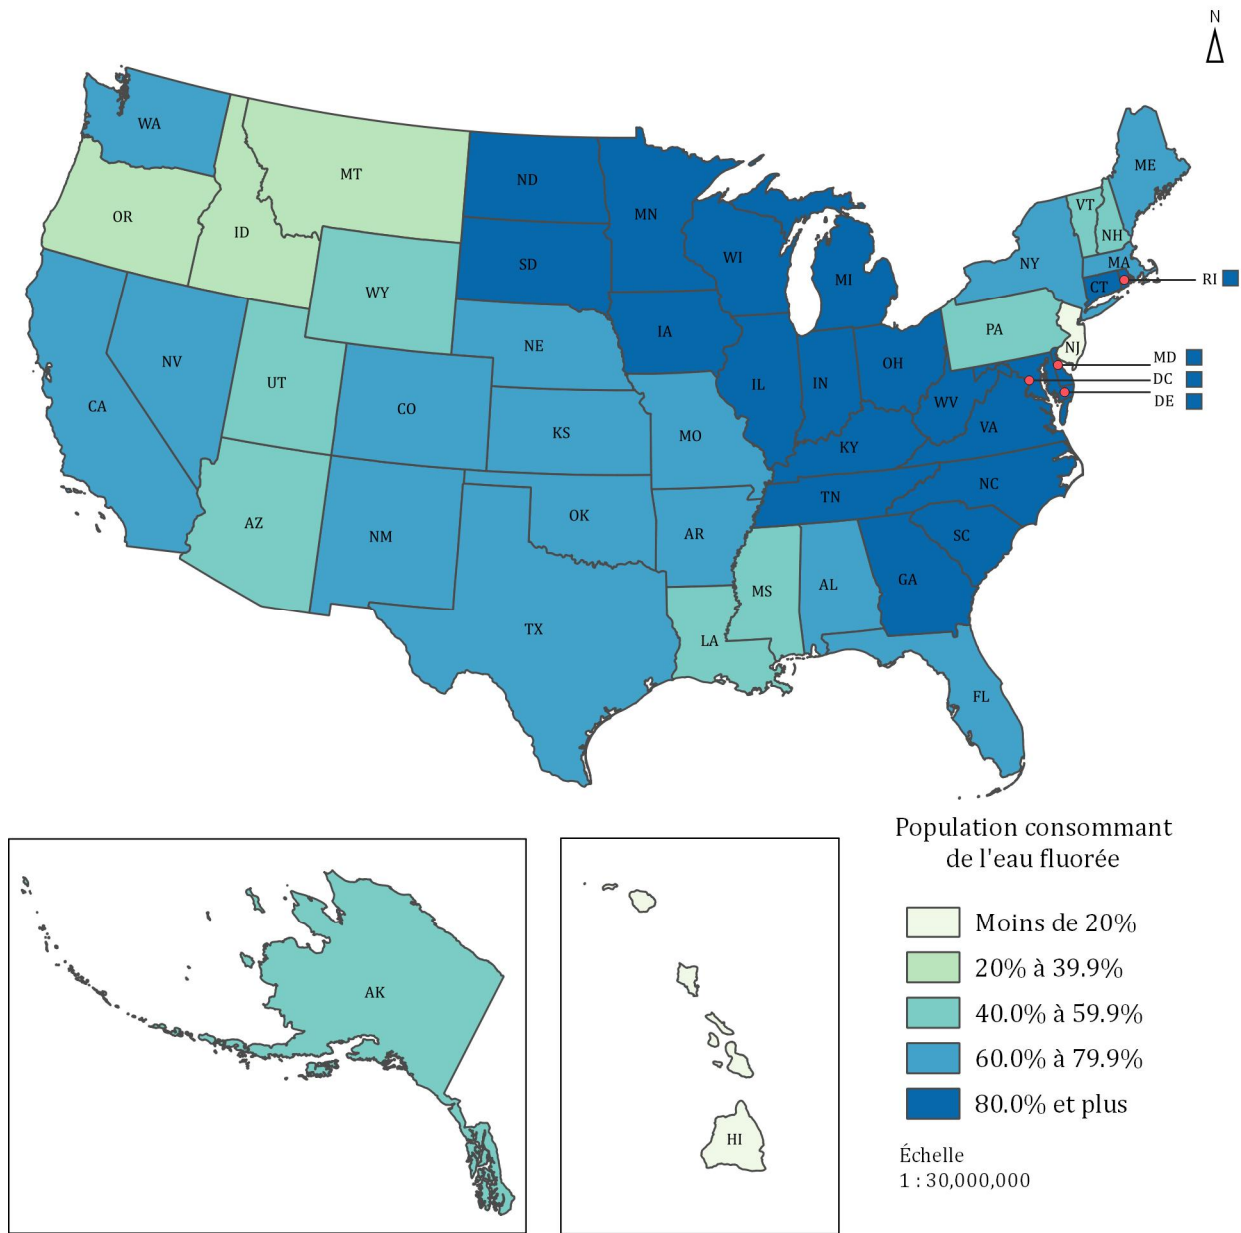 N
WA
OR
ID
MT
WY
NV
CA
UT
AZ
CO
NM
ND
SD
NE
KS
OK
TX
MN
IA
MO
AR
LA
WI
IL
MS
MI
IN
OH
KY
TN
AL
GA
FL
WV
VA
NC
SC
PA
NY
NJ
VT
NH
ME
MA
CT
RI
MD
DC
DE
AK
HI
Population consommant
de l'eau fluorée
Moins de 20%
20% à 39.9%
40.0% à 59.9%
60.0% à 79.9%
80.0% et plus
Échelle
1 : 30,000,000